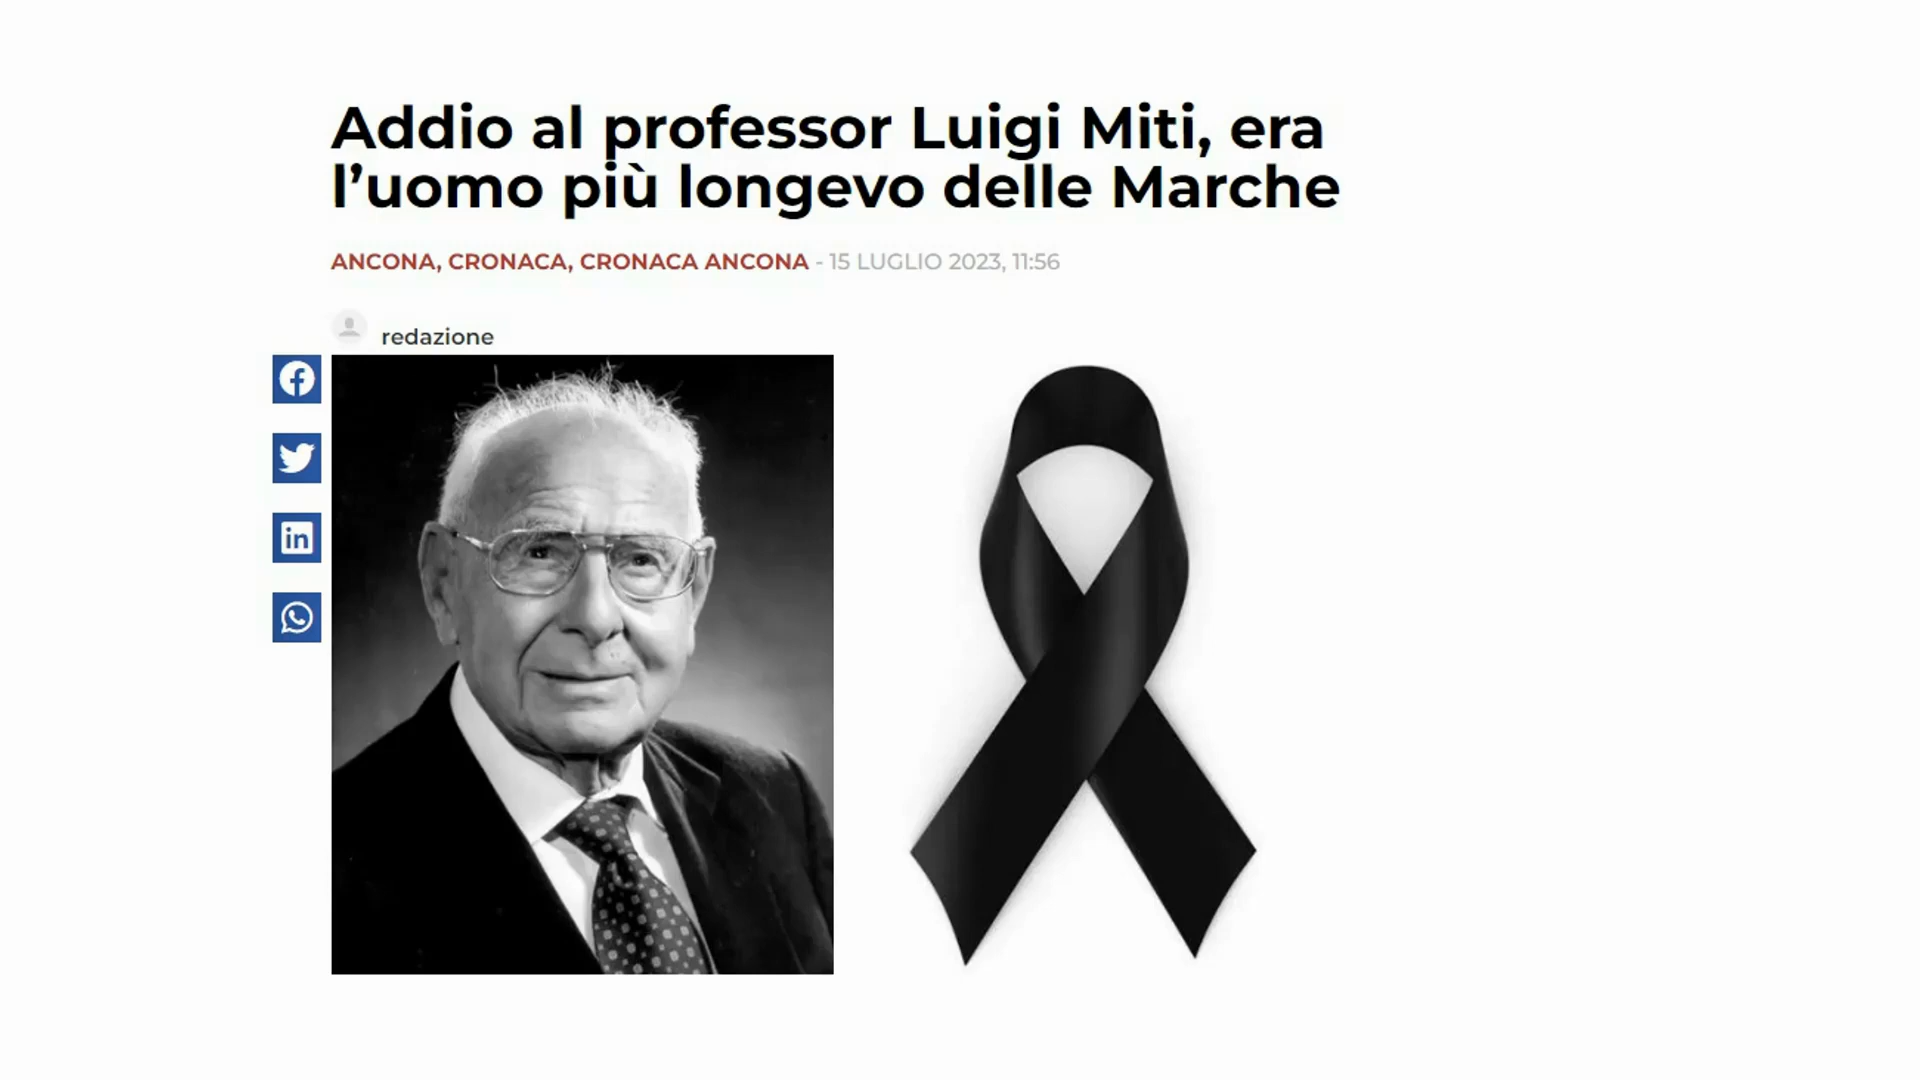 Addio al professor Luigi Miti, era
l’uomo più longevo delle Marche
ANCONA, CRONACA, CRONACA ANCONA - 15 LUGLIO 2023, 11:56
redazione